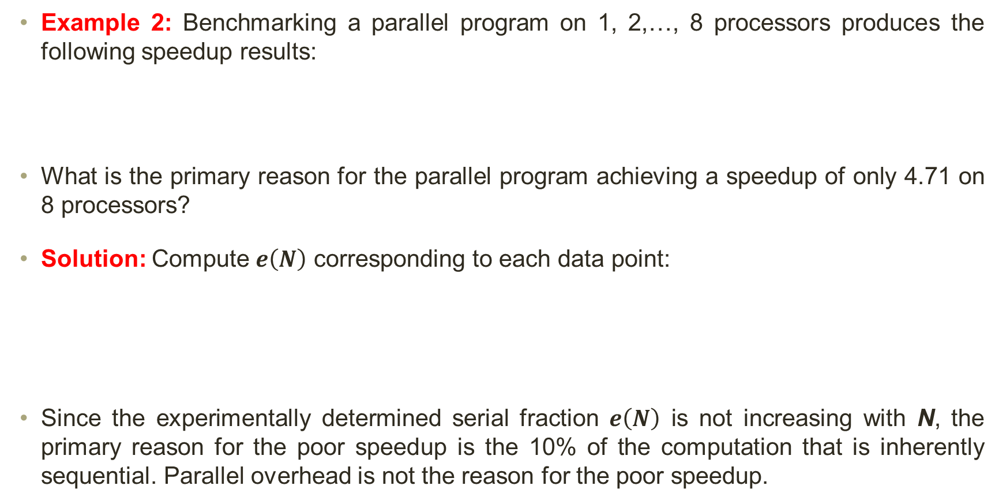 • Example 2: Benchmarking a parallel program on 1, 2,…, 8 processors produces the
following speedup results:
• What is the primary reason for the parallel program achieving a speedup of only 4.71 on
8 processors?
• Solution: Compute e(N) corresponding to each data point:
• Since the experimentally determined serial fraction e(N) is not increasing with N, the
primary reason for the poor speedup is the 10% of the computation that is inherently
sequential. Parallel overhead is not the reason for the poor speedup.